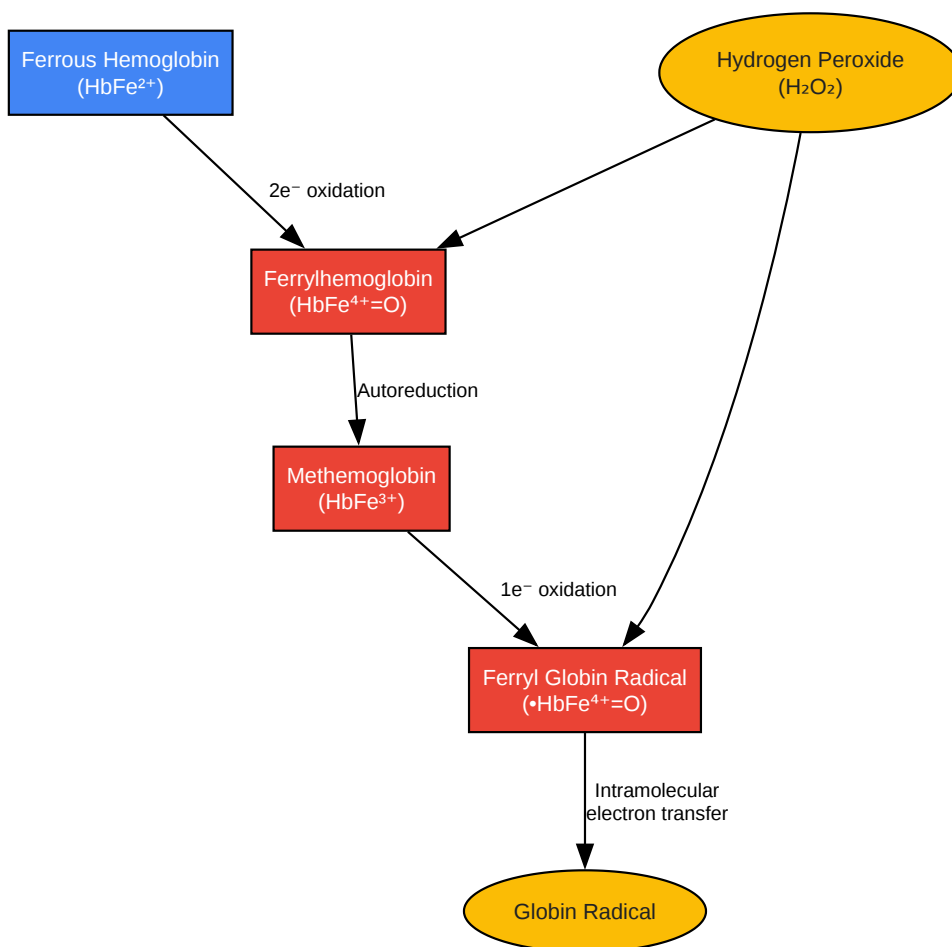 Ferrous Hemoglobin
(HbFe²⁺)
Hydrogen Peroxide
(H₂O₂)
2e⁻ oxidation
Ferrylhemoglobin
(HbFe⁴⁺=O)
Autoreduction
Methemoglobin
(HbFe³⁺)
1e⁻ oxidation
Ferryl Globin Radical
(•HbFe⁴⁺=O)
Intramolecular
electron transfer
Globin Radical